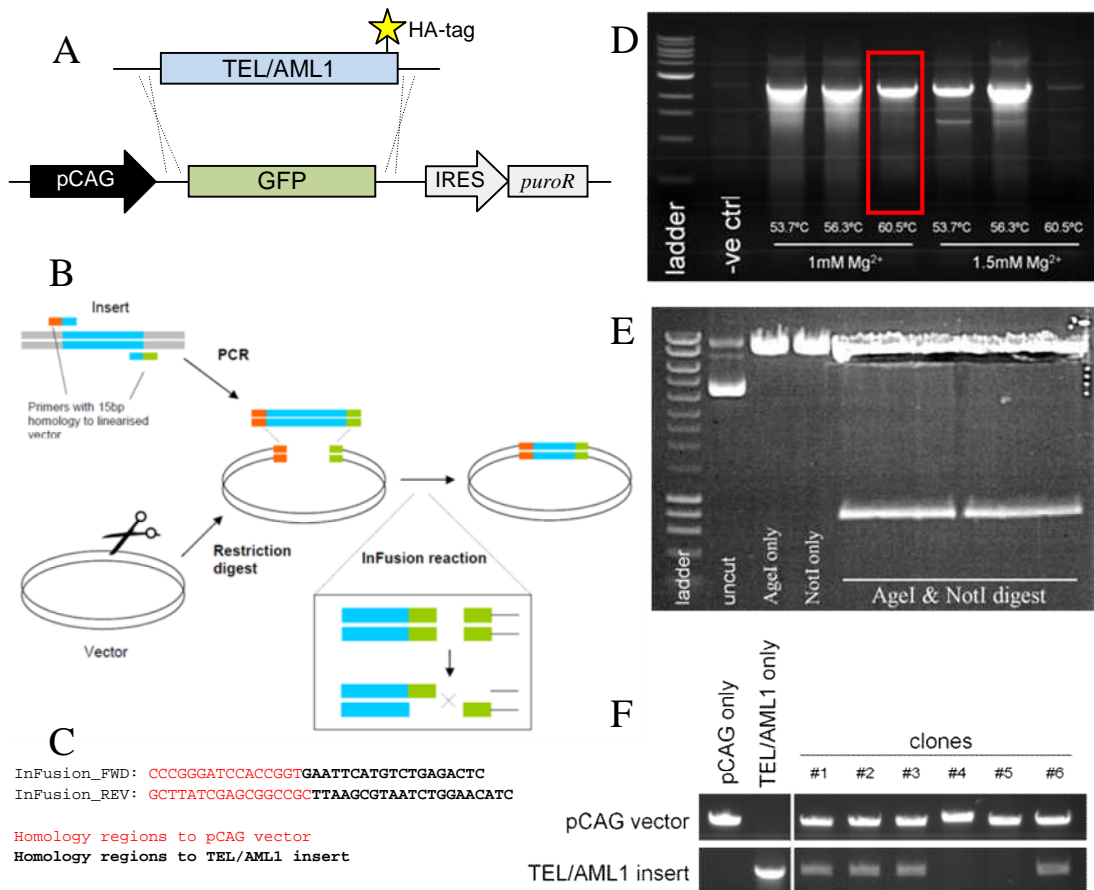 A
HA-tag
TEL/AML1
pCAG
GFP
IRES
puroR
B
Insert
Primers with 15bp
homology to linearised
vector
PCR
Restriction
digest
InFusion reaction
Vector
C
InFusion_FWD: CCCGGGATCCACCGGTGAATTCATGTCTGAGACTC
InFusion_REV: GCTTATCGAGCGGCCGCTTAAGCGTAATCTGGAACATC
Homology regions to pCAG vector
Homology regions to TEL/AML1 insert
D
ladder
-ve ctrl
53.7ºC 56.3ºC 60.5ºC 53.7ºC 56.3ºC 60.5ºC
1mM Mg²⁺ 1.5mM Mg²⁺
E
ladder
uncut
AgeI only
NotI only
AgeI & NotI digest
F
pCAG only
TEL/AML1 only
clones
#1 #2 #3 #4 #5 #6
pCAG vector
TEL/AML1 insert